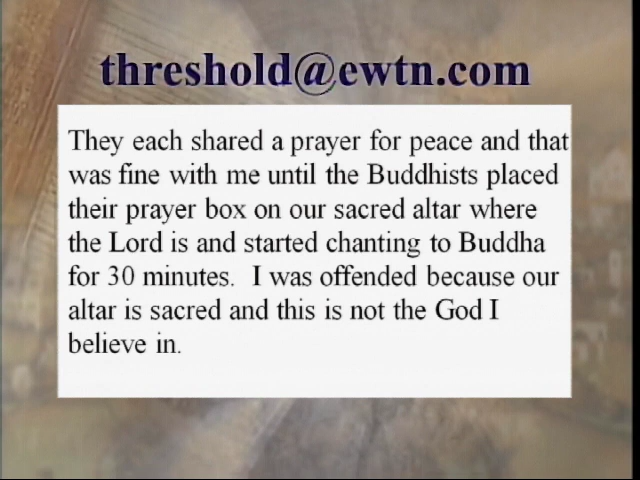 threshold@ewtn.com
They each shared a prayer for peace and that
was fine with me until the Buddhists placed
their prayer box on our sacred altar where
the Lord is and started chanting to Buddha
for 30 minutes.  I was offended because our
altar is sacred and this is not the God I
believe in.